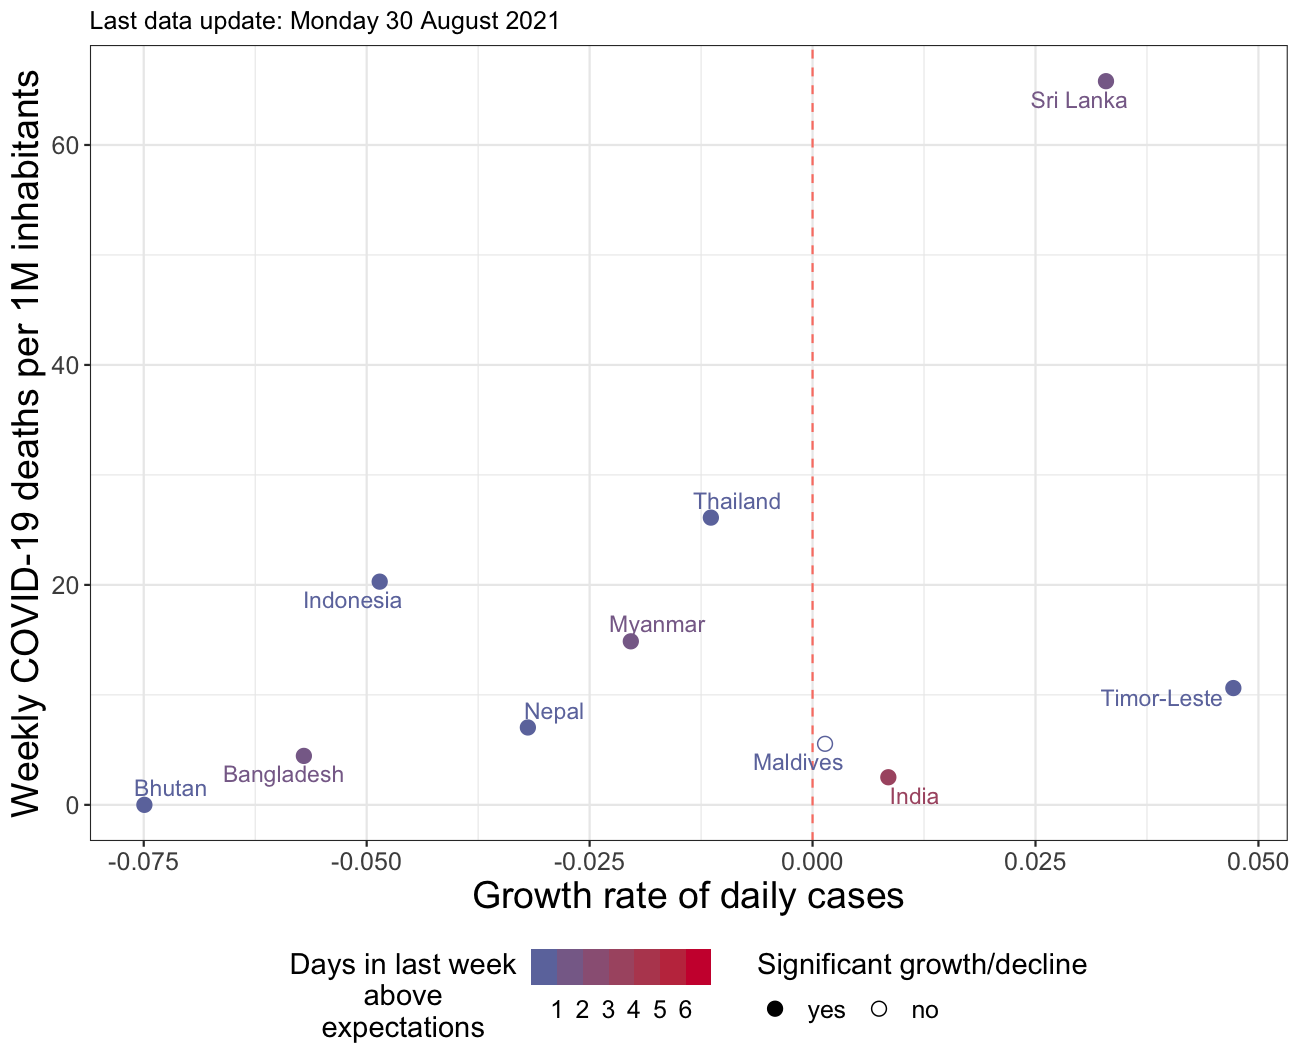 Last data update: Monday 30 August 2021
Weekly COVID-19 deaths per 1M inhabitants
60
40
20
0
Sri Lanka
Thailand
Indonesia
Myanmar
Timor-Leste
Nepal
Maldives
Bangladesh
Bhutan
India
-0.075
-0.050
-0.025
0.000
0.025
0.050
Growth rate of daily cases
Days in last week
above
expectations
1 2 3 4 5 6
Significant growth/decline
yes no